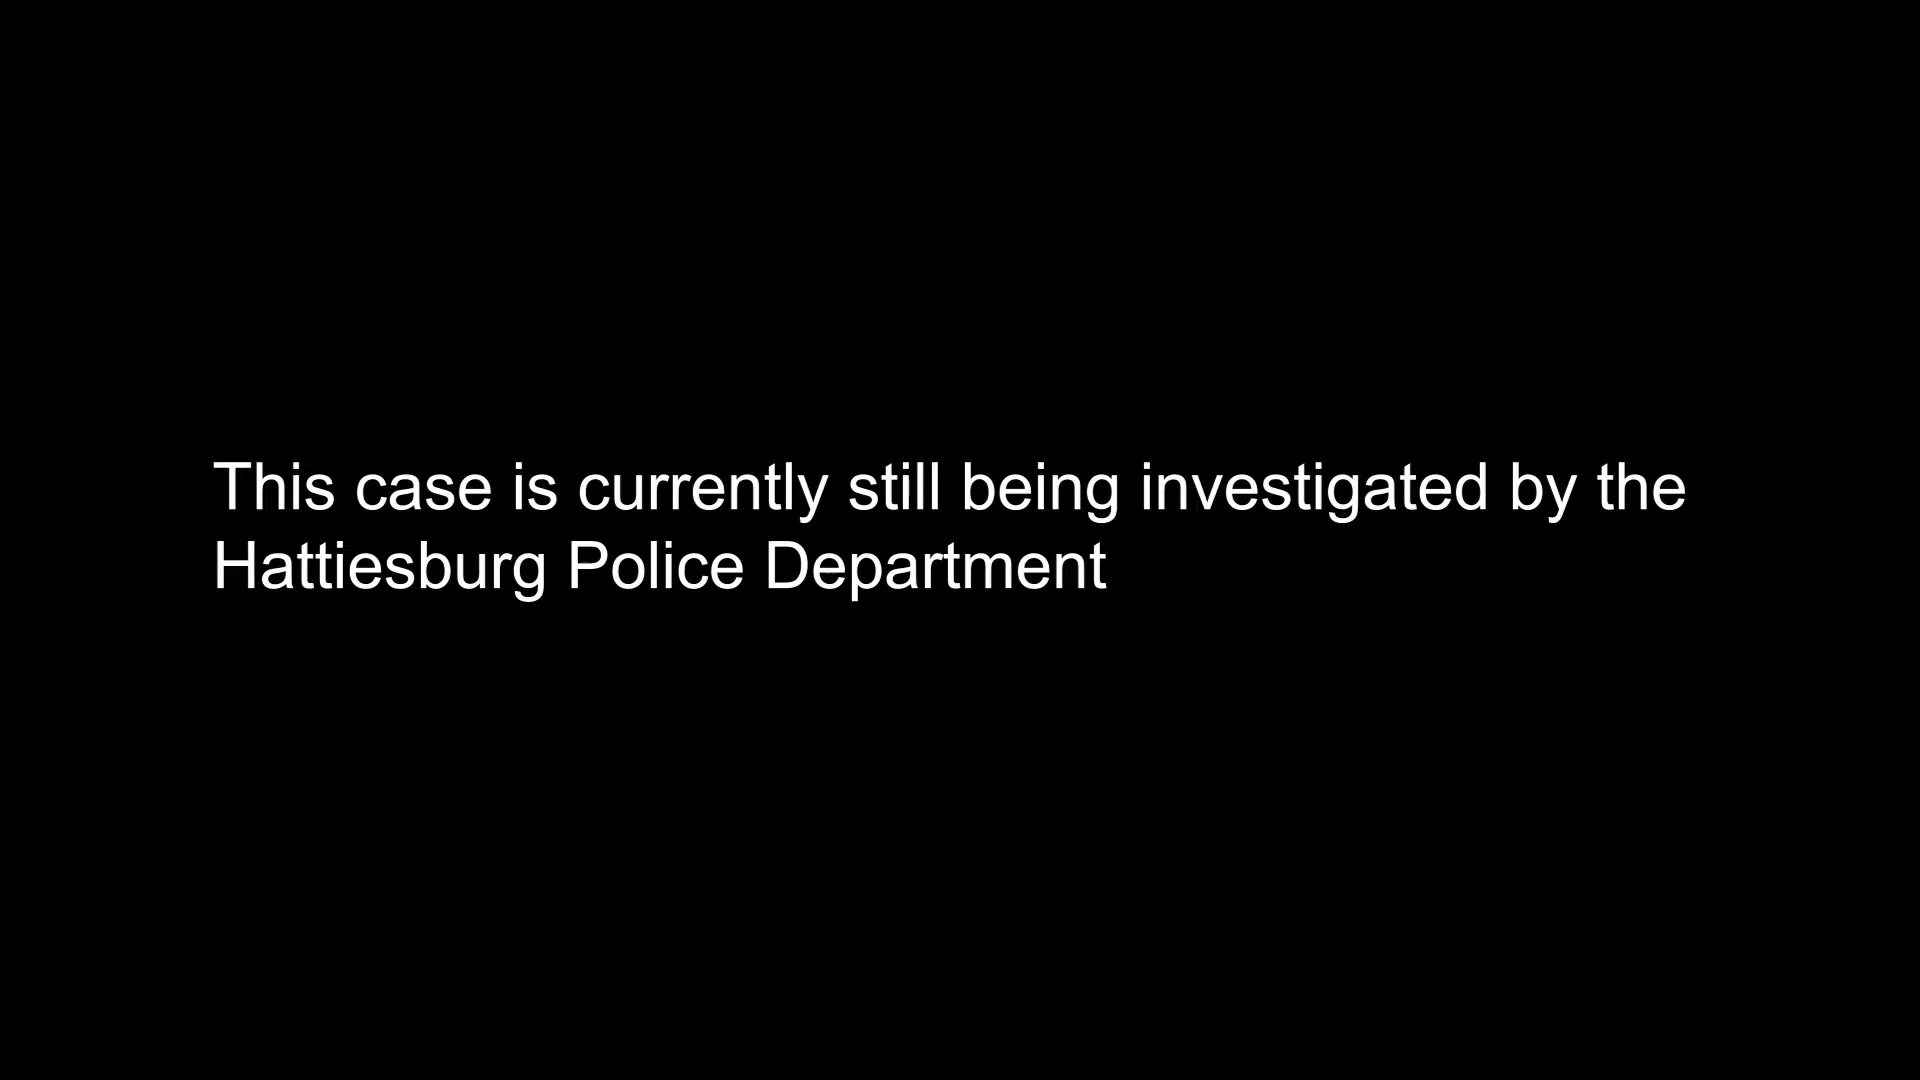 This case is currently still being investigated by the
Hattiesburg Police Department